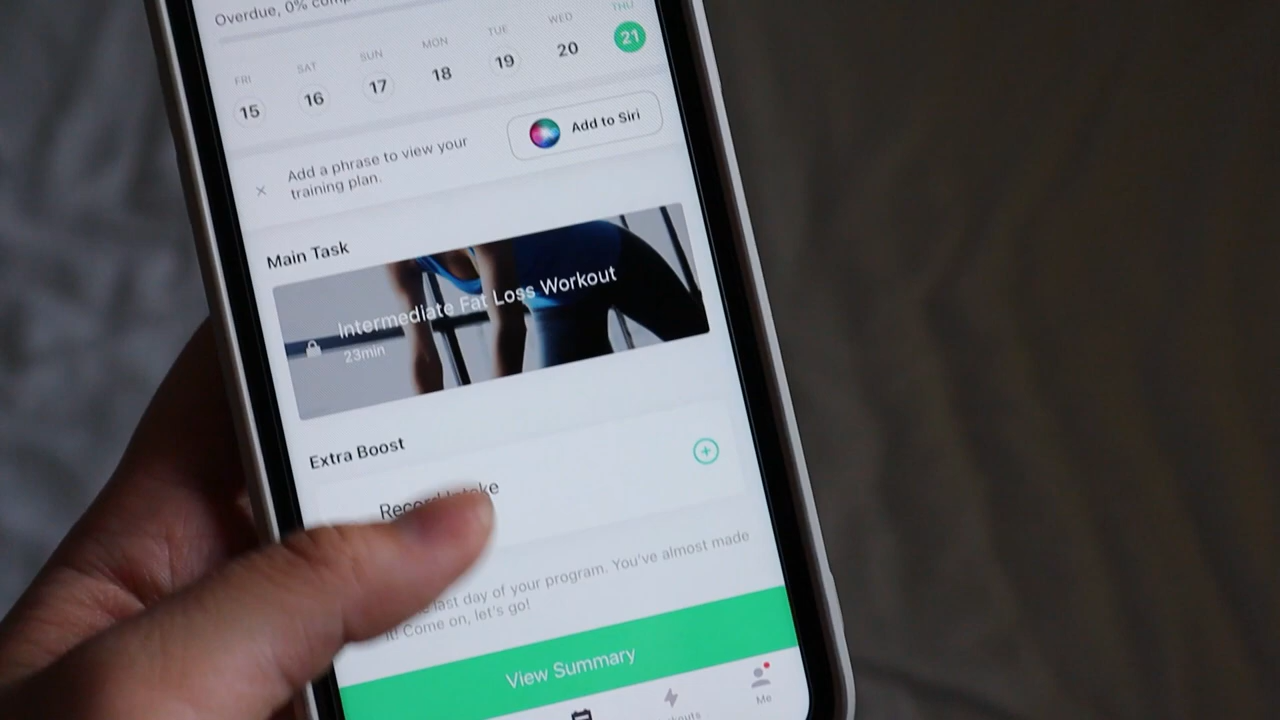 Overdue, 0%
FRI SAT SUN MON TUE WED THU
15 16 17 18 19 20 21
Add a phrase to view your
training plan.
Add to Siri
Main Task
Intermediate Fat Loss Workout
23min
Extra Boost
Record Intake
last day of your program. You've almost made
it! Come on, let's go!
View Summary
Me